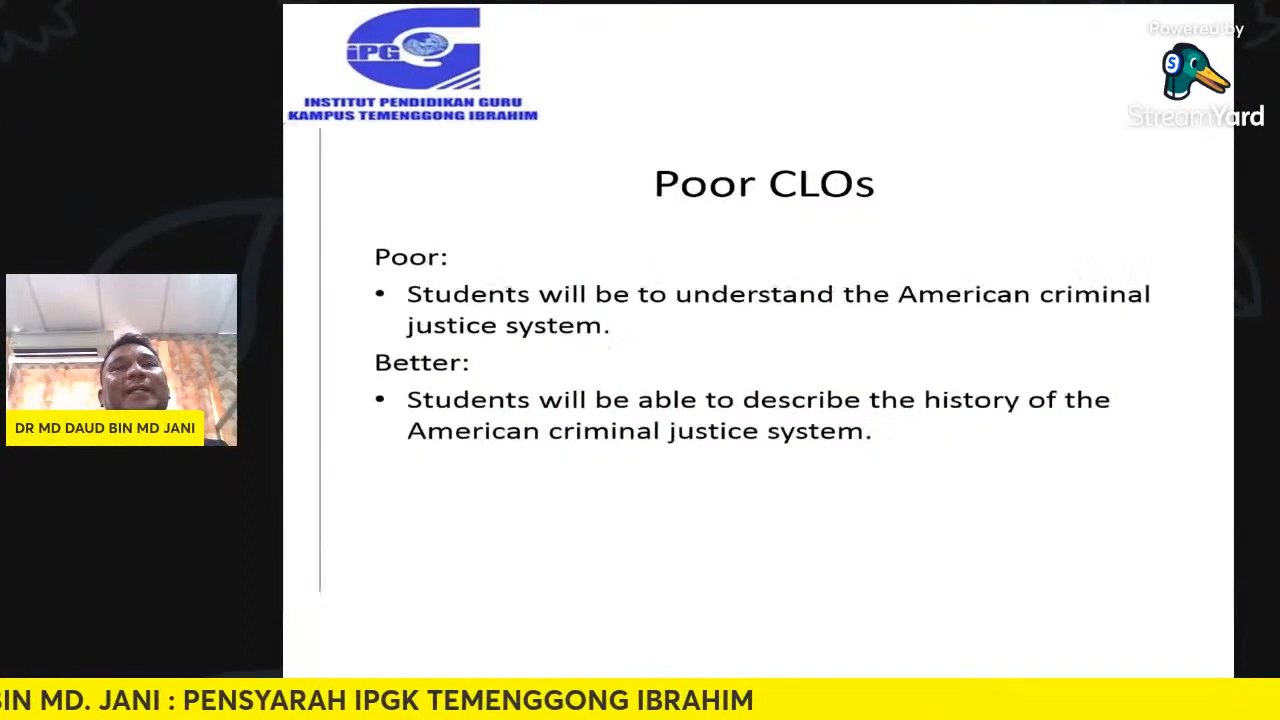 iPG
INSTITUT PENDIDIKAN GURU
KAMPUS TEMENGGONG IBRAHIM
Powered by
S
StreamYard
Poor CLOs
Poor:
• Students will be to understand the American criminal
justice system.
Better:
• Students will be able to describe the history of the
American criminal justice system.
DR MD DAUD BIN MD JANI
BIN MD. JANI : PENSYARAH IPGK TEMENGGONG IBRAHIM